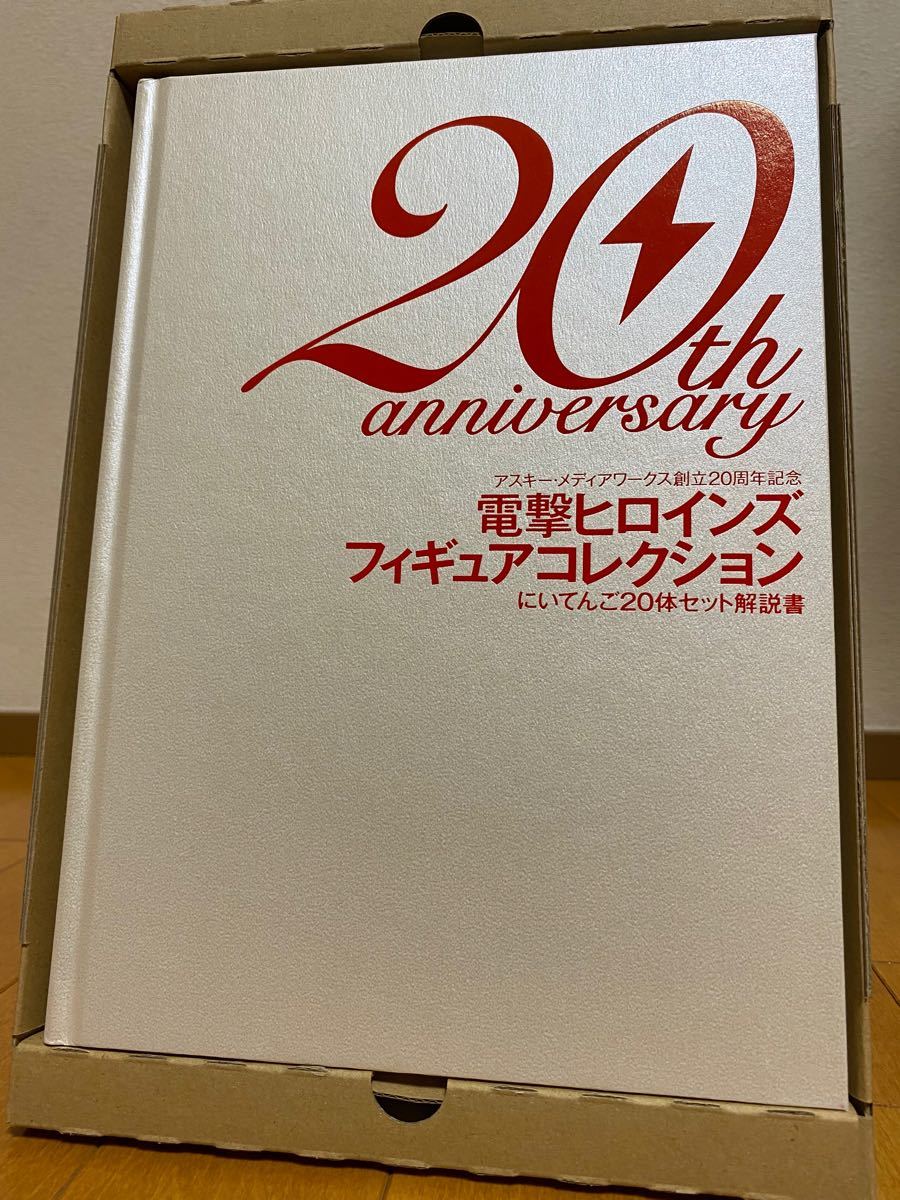 20th
anniversary
アスキー・メディアワークス創立20周年記念
電撃ヒロインズ
フィギュアコレクション
にいてんご20体セット解説書